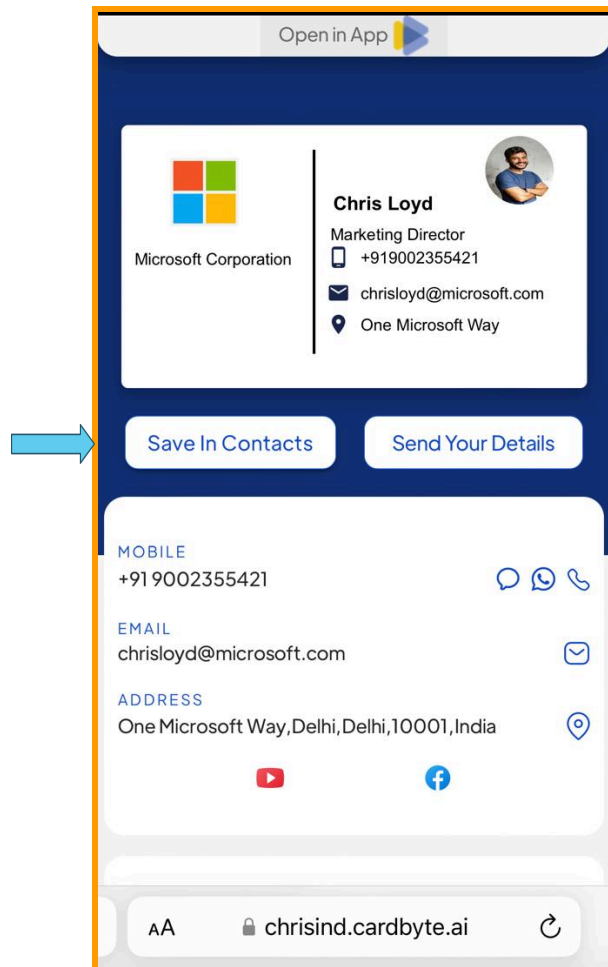 Open in App
Microsoft Corporation
Chris Loyd
Marketing Director
+919002355421
chrisloyd@microsoft.com
One Microsoft Way
Save In Contacts
Send Your Details
MOBILE
+91 9002355421
EMAIL
chrisloyd@microsoft.com
ADDRESS
One Microsoft Way,Delhi,Delhi,10001,India
AA
chrisind.cardbyte.ai